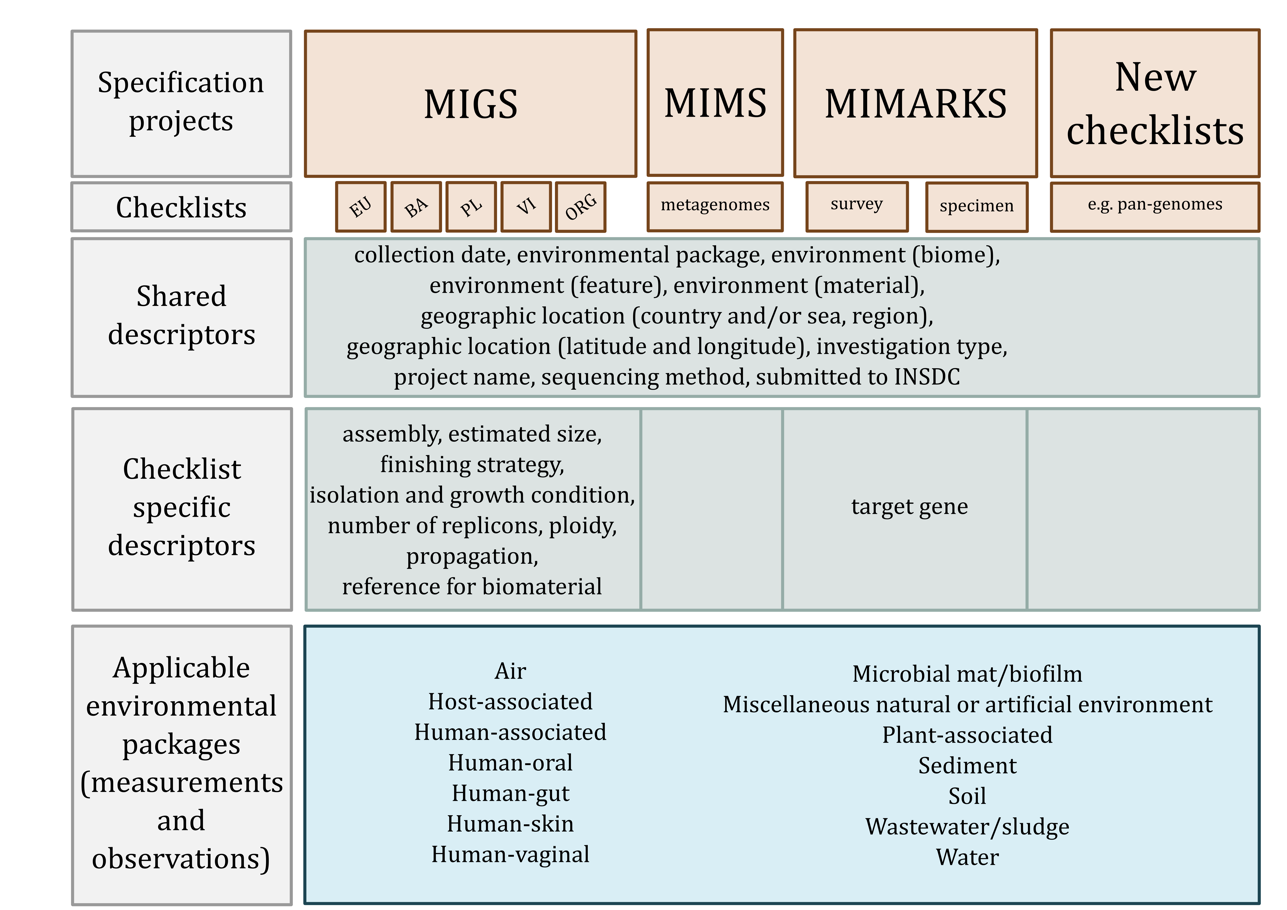 Specification
projects
MIGS
MIMS
MIMARKS
New
checklists
Checklists
EU
BA
PL
VI
ORG
metagenomes
survey
specimen
e.g. pan-genomes
Shared
descriptors
collection date, environmental package, environment (biome),
environment (feature), environment (material),
geographic location (country and/or sea, region),
geographic location (latitude and longitude), investigation type,
project name, sequencing method, submitted to INSDC
Checklist
specific
descriptors
assembly, estimated size,
finishing strategy,
isolation and growth condition,
number of replicons, ploidy,
propagation,
reference for biomaterial
target gene
Applicable
environmental
packages
(measurements
and
observations)
Air
Host-associated
Human-associated
Human-oral
Human-gut
Human-skin
Human-vaginal
Microbial mat/biofilm
Miscellaneous natural or artificial environment
Plant-associated
Sediment
Soil
Wastewater/sludge
Water